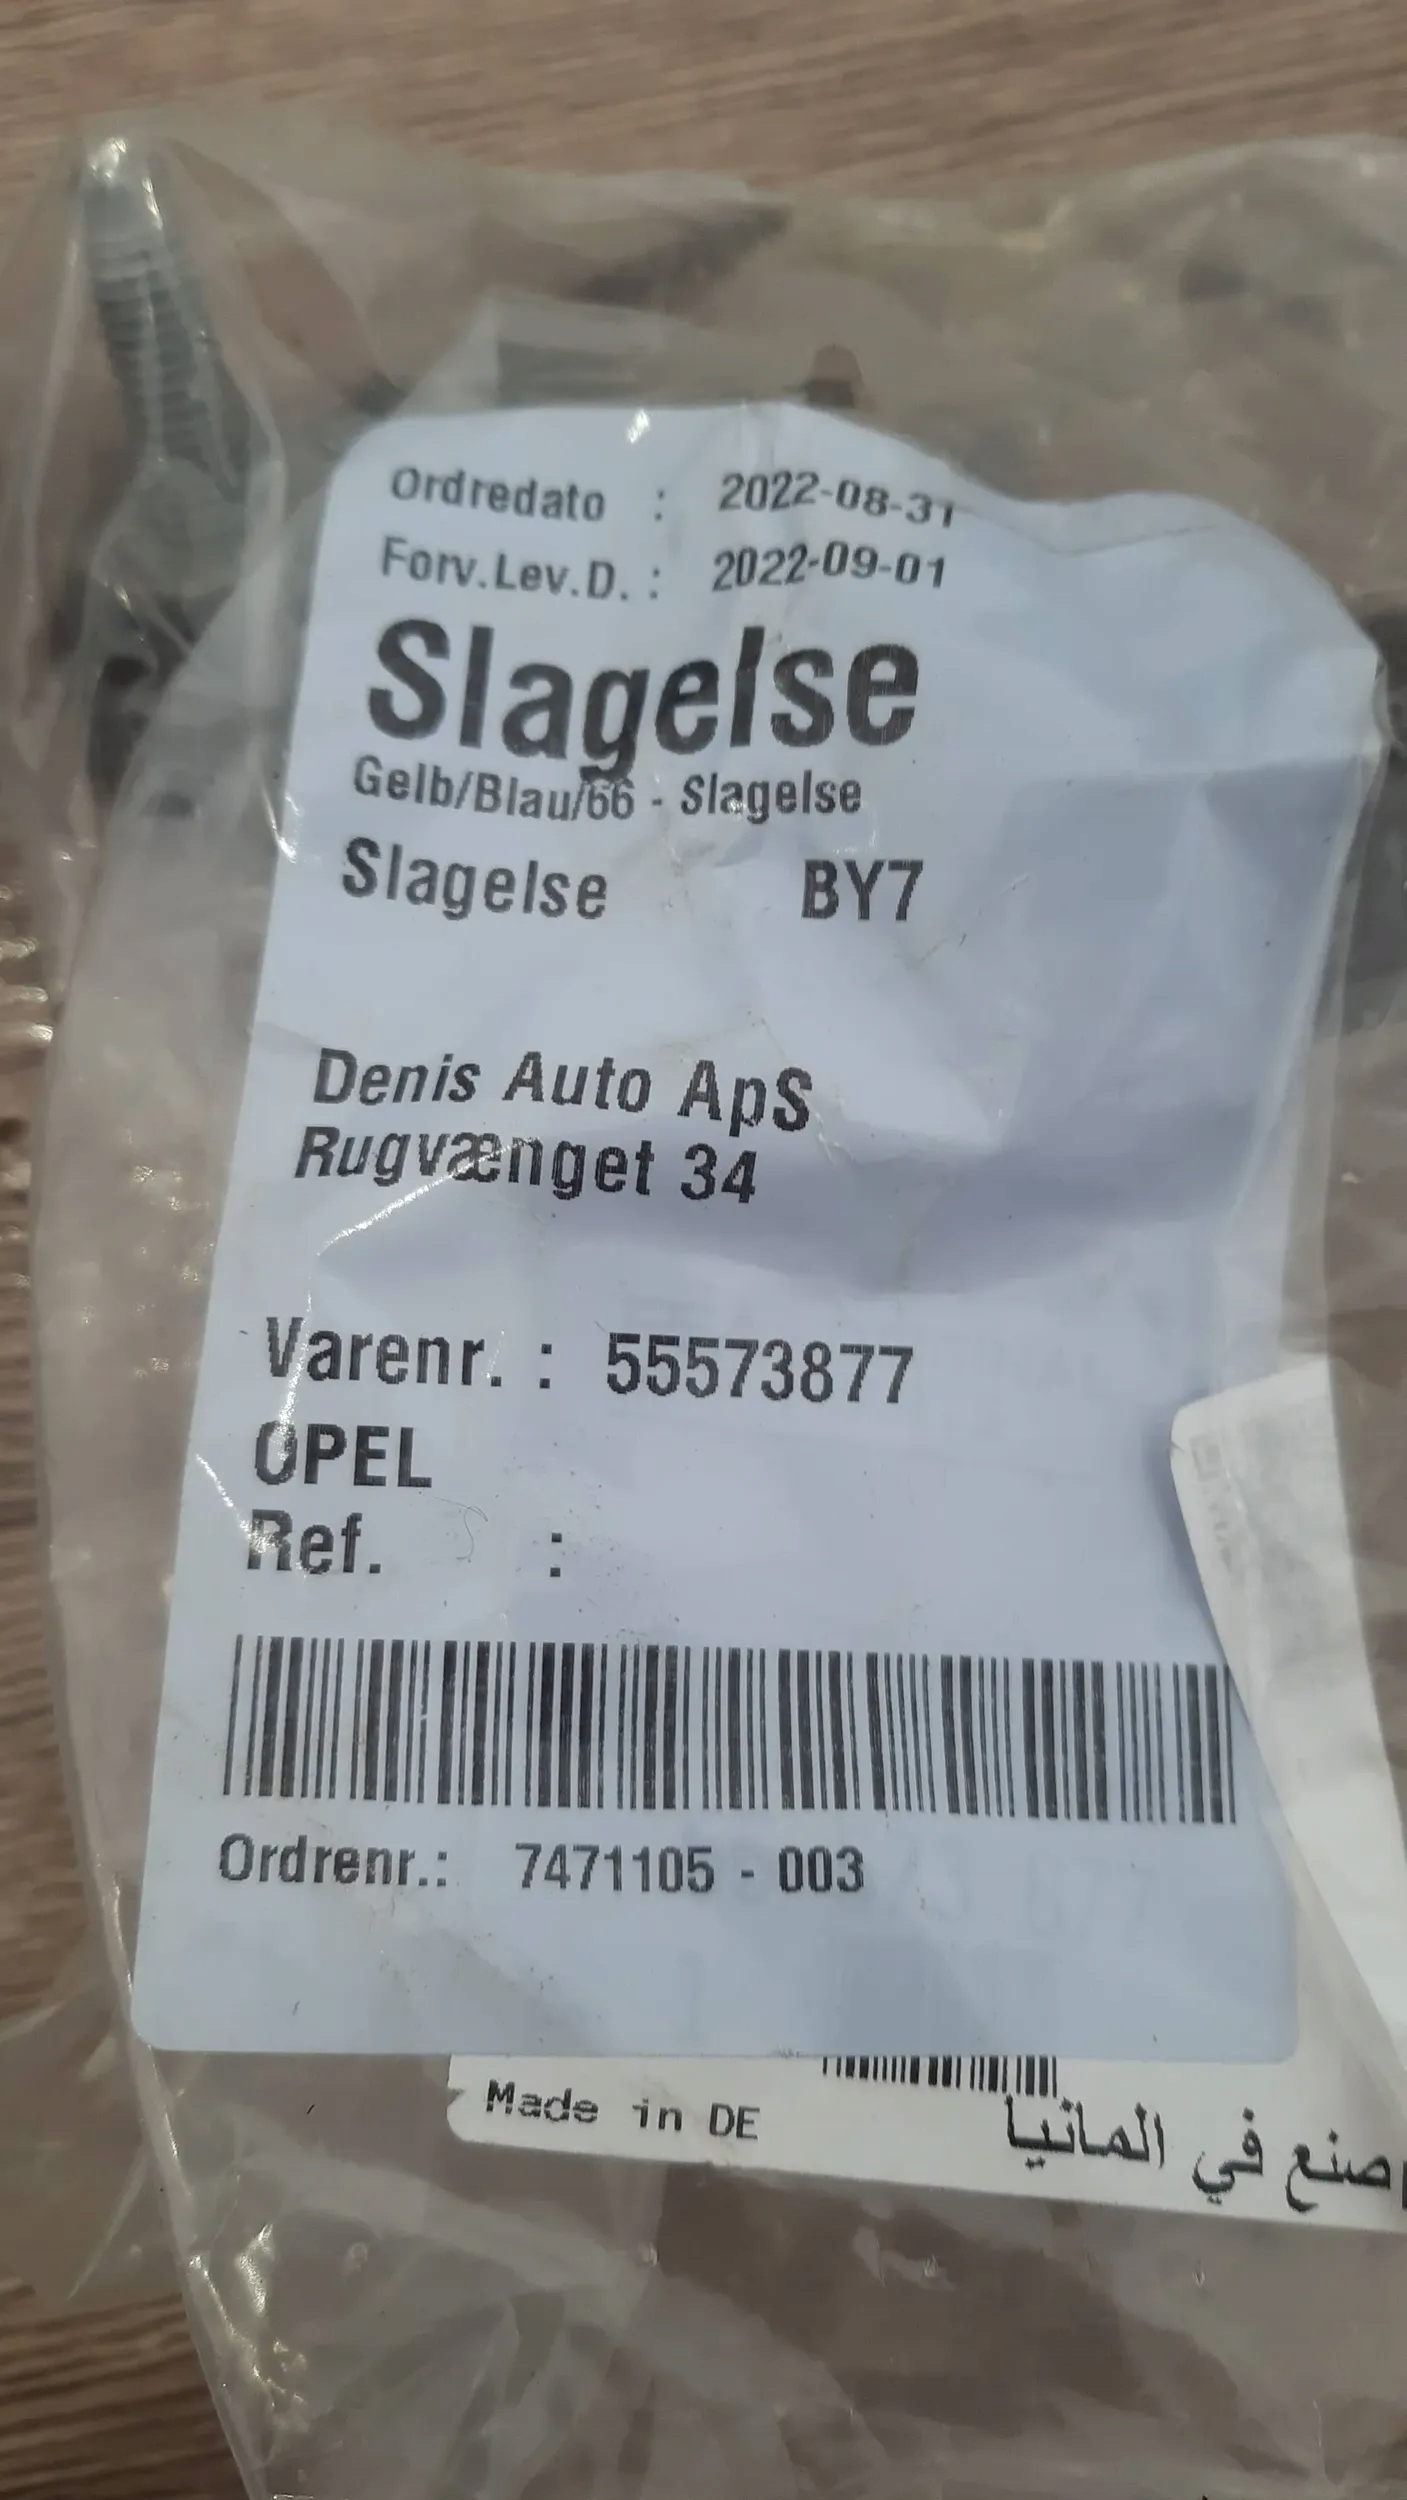 Ordredato : 2022-08-31
Forv.Lev.D. : 2022-09-01
Slagelse
Gelb/Blau/66 - Slagelse
Slagelse BY7
Denis Auto ApS
Rugvænget 34
Varenr. : 55573877
OPEL
Ref. :
Ordrenr.: 7471105 - 003
Made in DE
صنع في المانيا